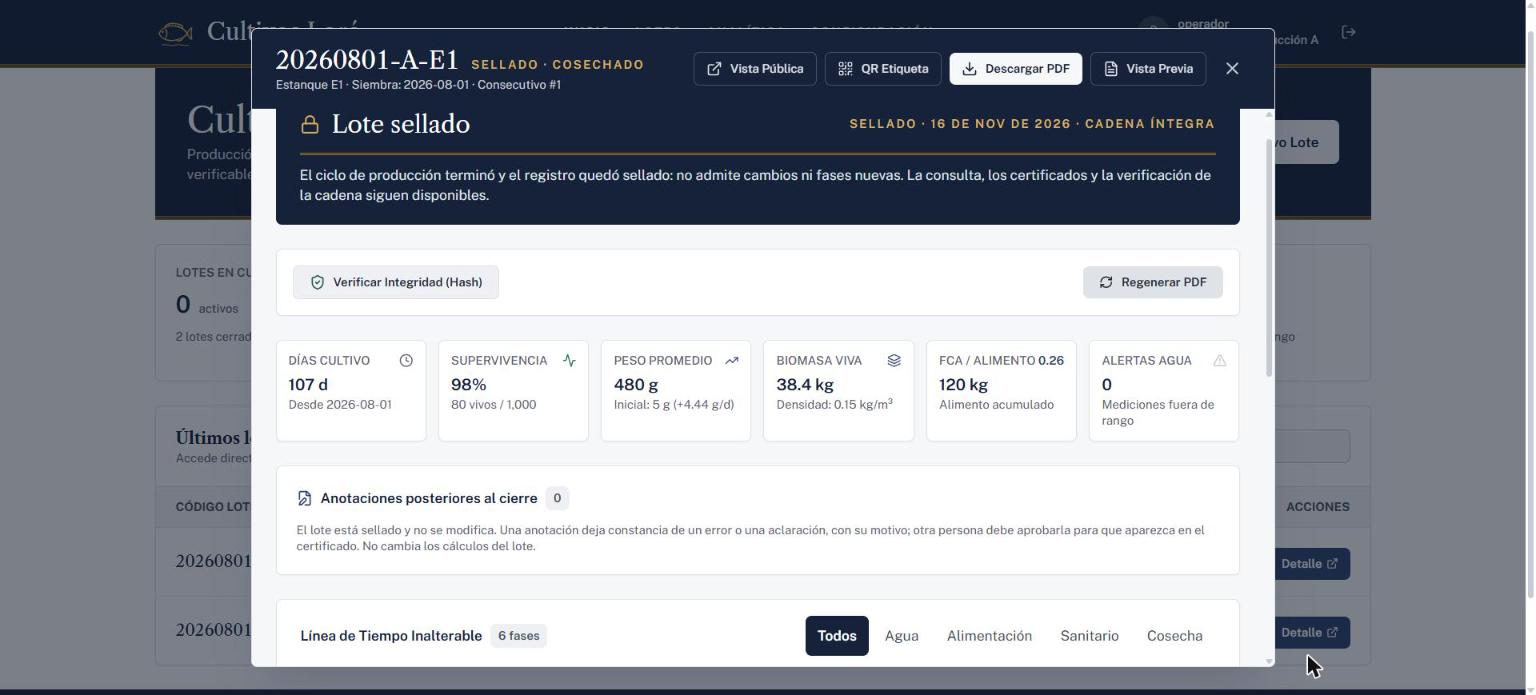 operador
20260801-A-E1 SELLADO · COSECHADO
Estanque E1 · Siembra: 2026-08-01 · Consecutivo #1
Vista Pública
QR Etiqueta
Descargar PDF
Vista Previa
Lote sellado
SELLADO · 16 DE NOV DE 2026 · CADENA ÍNTEGRA
El ciclo de producción terminó y el registro quedó sellado: no admite cambios ni fases nuevas. La consulta, los certificados y la verificación de
la cadena siguen disponibles.
Verificar Integridad (Hash)
Regenerar PDF
DÍAS CULTIVO
107 d
Desde 2026-08-01
SUPERVIVENCIA
98%
80 vivos / 1,000
PESO PROMEDIO
480 g
Inicial: 5 g (+4.44 g/d)
BIOMASA VIVA
38.4 kg
Densidad: 0.15 kg/m³
FCA / ALIMENTO 0.26
120 kg
Alimento acumulado
ALERTAS AGUA
0
Mediciones fuera de
rango
Anotaciones posteriores al cierre 0
El lote está sellado y no se modifica. Una anotación deja constancia de un error o una aclaración, con su motivo; otra persona debe aprobarla para que aparezca en el
certificado. No cambia los cálculos del lote.
Línea de Tiempo Inalterable 6 fases
Todos
Agua
Alimentación
Sanitario
Cosecha
Lote
LOTES EN
0 activos
2 lotes
Últimos
Accede
CÓDIGO
ACCIONES
20260801
Detalle
20260801
Detalle